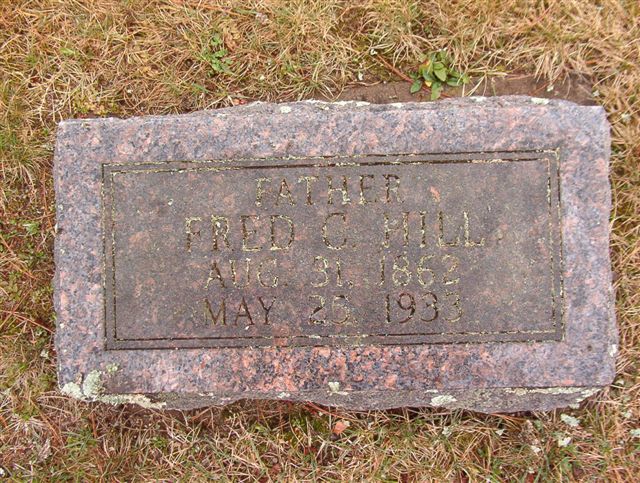 FATHER
FRED C. HILL
AUG. 31, 1862
MAY 25, 1933